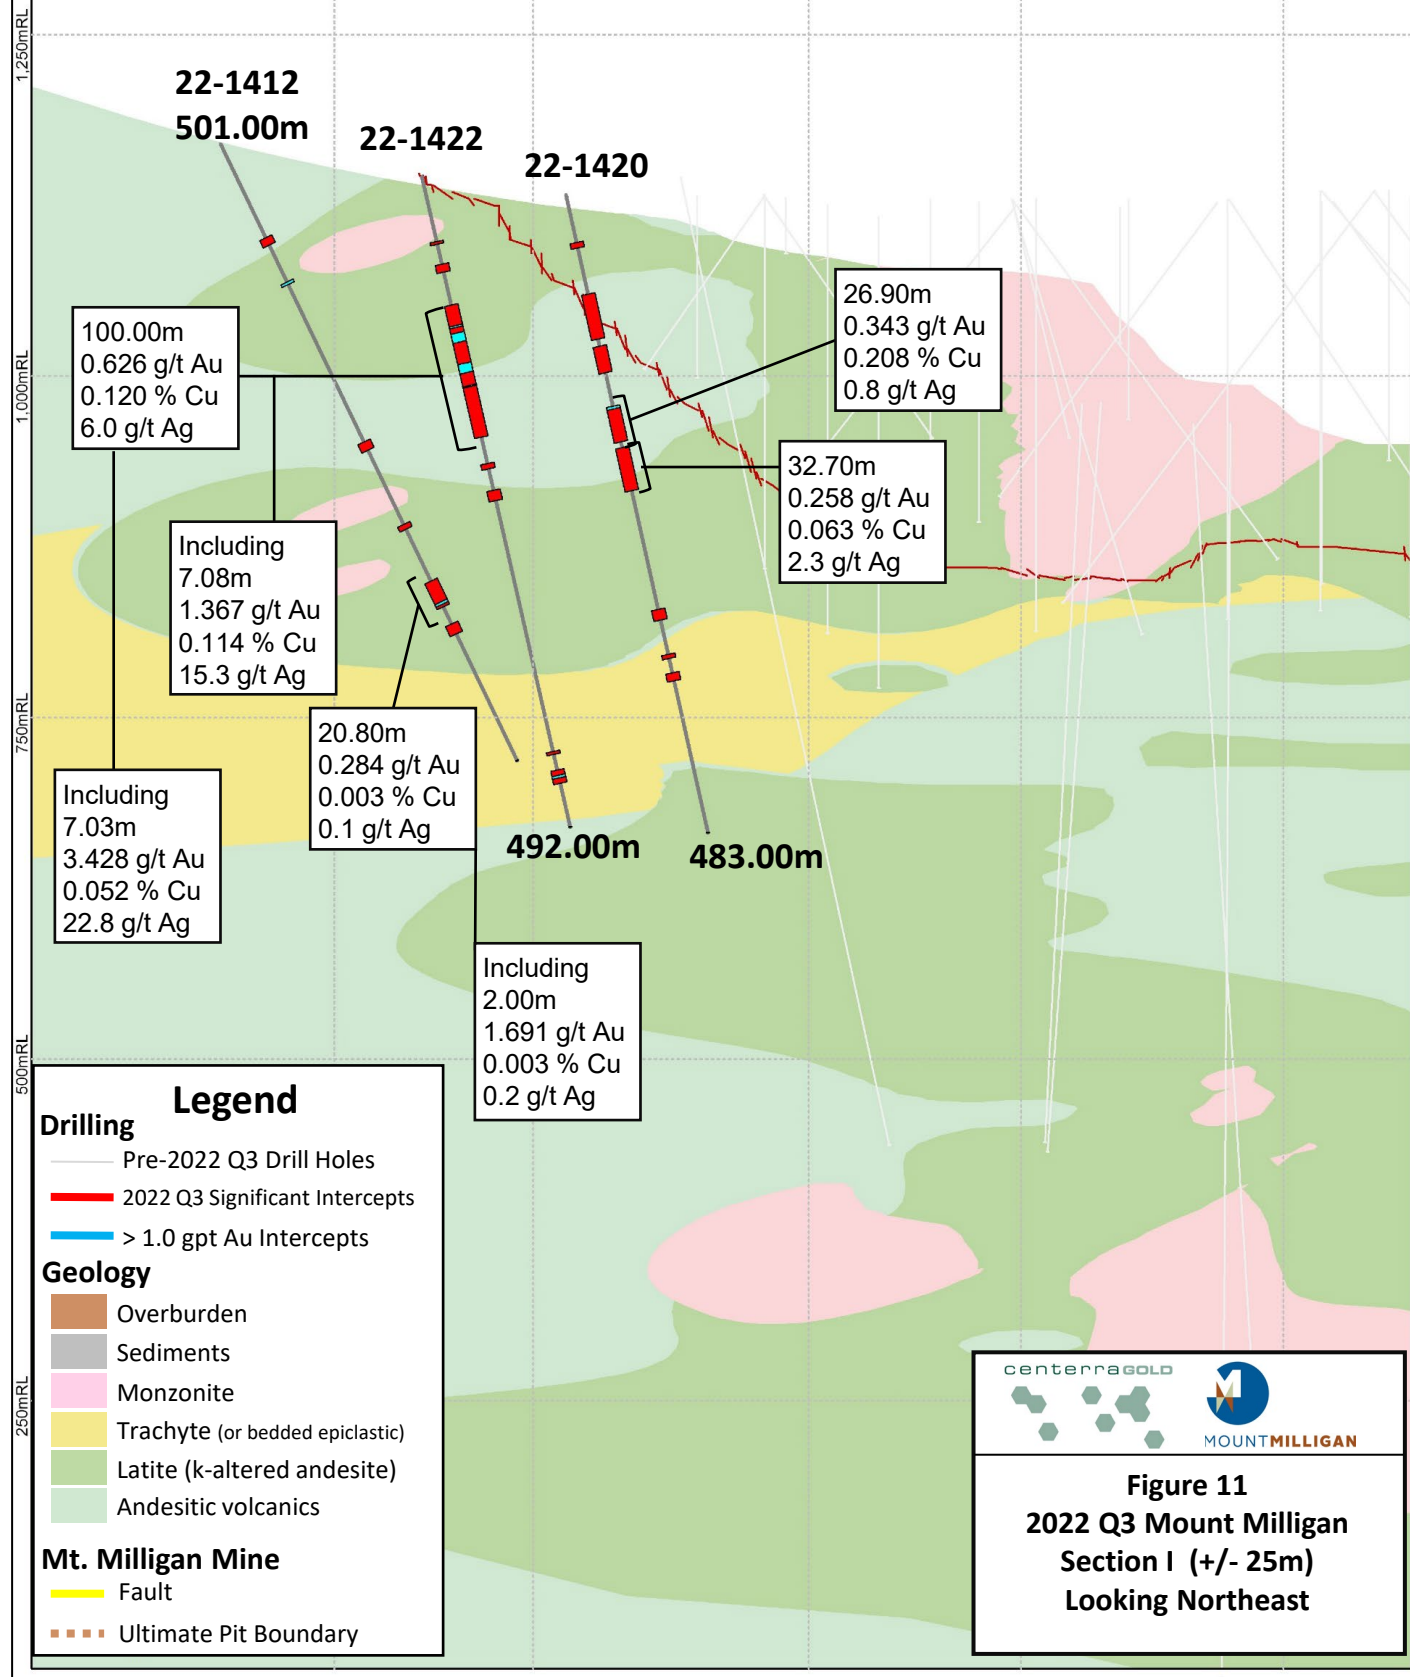 1,250mRL
22-1412
501.00m
22-1422
22-1420
1,000mRL
100.00m
0.626 g/t Au
0.120 % Cu
6.0 g/t Ag
26.90m
0.343 g/t Au
0.208 % Cu
0.8 g/t Ag
32.70m
0.258 g/t Au
0.063 % Cu
2.3 g/t Ag
Including
7.08m
1.367 g/t Au
0.114 % Cu
15.3 g/t Ag
750mRL
20.80m
0.284 g/t Au
0.003 % Cu
0.1 g/t Ag
Including
7.03m
3.428 g/t Au
0.052 % Cu
22.8 g/t Ag
492.00m
483.00m
Including
2.00m
1.691 g/t Au
0.003 % Cu
0.2 g/t Ag
500mRL
Legend
Drilling
Pre-2022 Q3 Drill Holes
2022 Q3 Significant Intercepts
> 1.0 gpt Au Intercepts
Geology
Overburden
Sediments
Monzonite
Trachyte (or bedded epiclastic)
Latite (k-altered andesite)
Andesitic volcanics
Mt. Milligan Mine
Fault
Ultimate Pit Boundary
250mRL
centerraGOLD
MOUNTMILLIGAN
Figure 11
2022 Q3 Mount Milligan
Section I (+/- 25m)
Looking Northeast